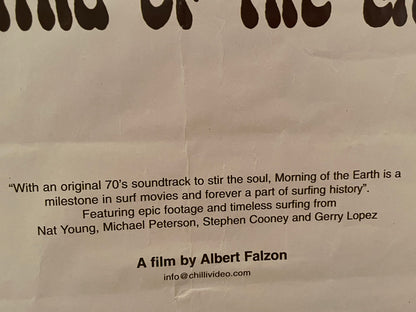 OF THE
“With an original 70's soundtrack to stir the soul, Morning of the Earth is a
milestone in surf movies and forever a part of surfing history”.
Featuring epic footage and timeless surfing from
Nat Young, Michael Peterson, Stephen Cooney and Gerry Lopez
A film by Albert Falzon
info@chillivideo.com